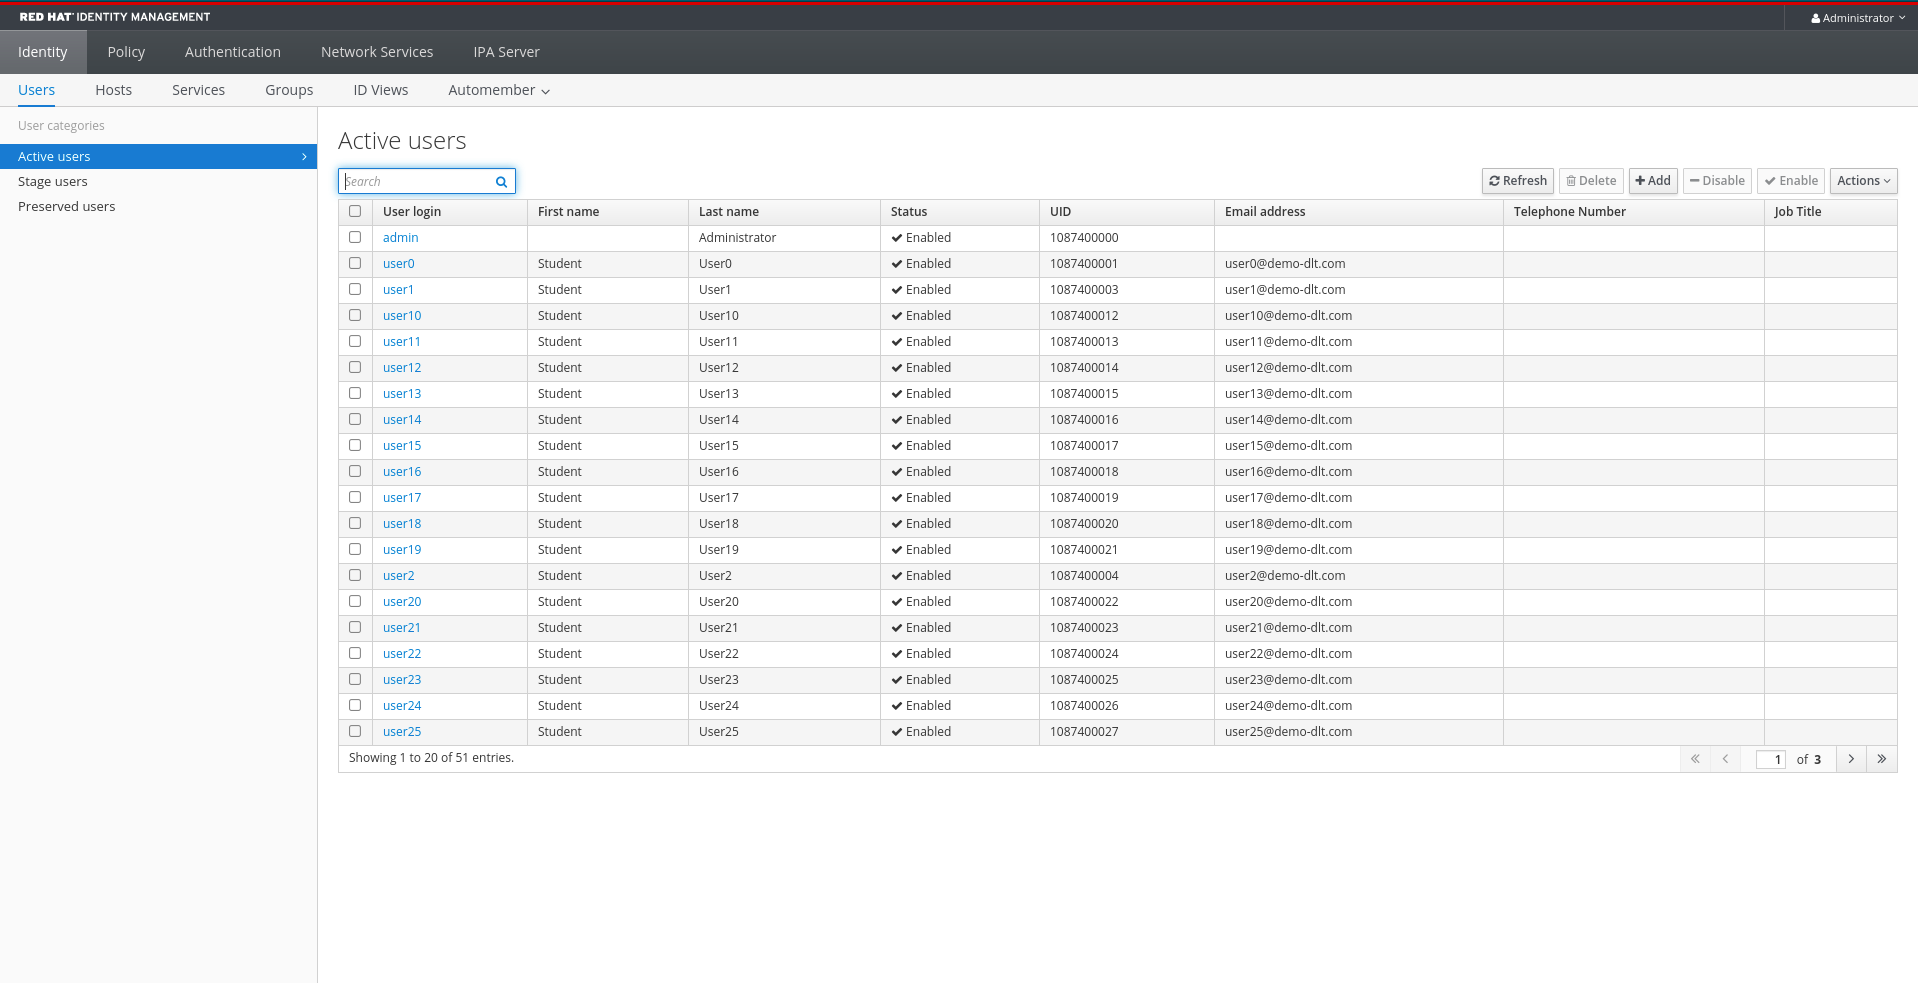 RED HAT IDENTITY MANAGEMENT Administrator
Identity Policy Authentication Network Services IPA Server
Users Hosts Services Groups ID Views Automember
User categories
Active users
Stage users
Preserved users
Active users
Search Refresh Delete Add Disable Enable Actions
User login First name Last name Status UID Email address Telephone Number Job Title
admin Administrator Enabled 1087400000
user0 Student User0 Enabled 1087400001 user0@demo-dlt.com
user1 Student User1 Enabled 1087400003 user1@demo-dlt.com
user10 Student User10 Enabled 1087400012 user10@demo-dlt.com
user11 Student User11 Enabled 1087400013 user11@demo-dlt.com
user12 Student User12 Enabled 1087400014 user12@demo-dlt.com
user13 Student User13 Enabled 1087400015 user13@demo-dlt.com
user14 Student User14 Enabled 1087400016 user14@demo-dlt.com
user15 Student User15 Enabled 1087400017 user15@demo-dlt.com
user16 Student User16 Enabled 1087400018 user16@demo-dlt.com
user17 Student User17 Enabled 1087400019 user17@demo-dlt.com
user18 Student User18 Enabled 1087400020 user18@demo-dlt.com
user19 Student User19 Enabled 1087400021 user19@demo-dlt.com
user2 Student User2 Enabled 1087400004 user2@demo-dlt.com
user20 Student User20 Enabled 1087400022 user20@demo-dlt.com
user21 Student User21 Enabled 1087400023 user21@demo-dlt.com
user22 Student User22 Enabled 1087400024 user22@demo-dlt.com
user23 Student User23 Enabled 1087400025 user23@demo-dlt.com
user24 Student User24 Enabled 1087400026 user24@demo-dlt.com
user25 Student User25 Enabled 1087400027 user25@demo-dlt.com
Showing 1 to 20 of 51 entries. 1 of 3